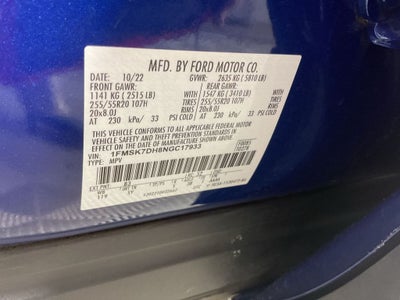 MFD. BY FORD MOTOR CO.
DATE: 10/22 GVWR: 2635 KG ( 5810 LB)
FRONT GAWR: REAR GAWR:
1141 KG ( 2515 LB) 1547 KG ( 3410 LB)
255/55R20 107H TIRES 255/55R20 107H
20x8.0J RIMS 20x8.0J
AT 230 kPa/ 33 PSI COLD AT 230 kPa/ 33 PSI COLD
THIS VEHICLE CONFORMS TO ALL APPLICABLE FEDERAL MOTOR
VEHICLE SAFETY AND THEFT PREVENTION STANDARDS IN
EFFECT ON THE DATE OF MANUFACTURE SHOWN ABOVE.
VIN: 1FMSK7DH8NGC17933
TYPE: MPV
WB
119